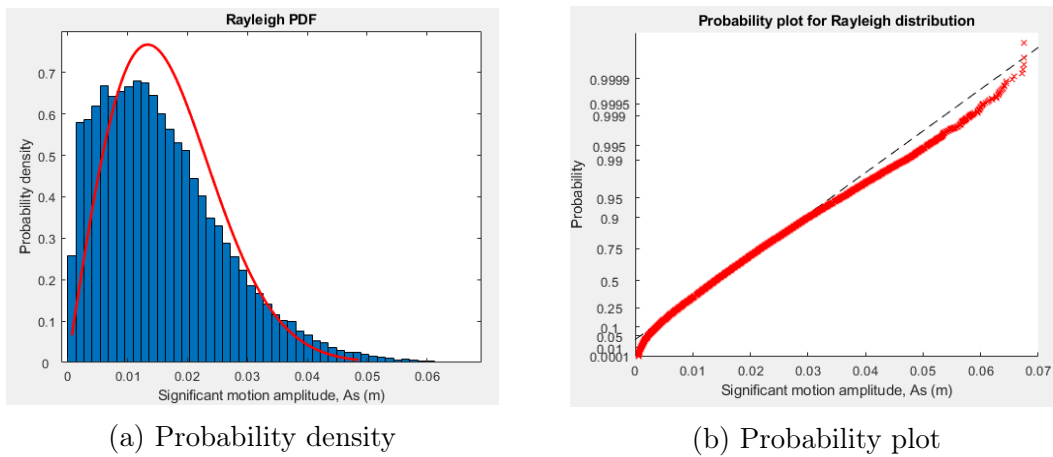 Rayleigh PDF
Probability density
0.7
0.6
0.5
0.4
0.3
0.2
0.1
0
0 0.01 0.02 0.03 0.04 0.05 0.06
Significant motion amplitude, As (m)
(a) Probability density
Probability plot for Rayleigh distribution
Probability
0.9999
0.9995
0.999
0.995
0.99
0.95
0.9
0.75
0.5
0.25
0.1
0.05
0.01
0.0001
0 0.01 0.02 0.03 0.04 0.05 0.06 0.07
Significant motion amplitude, As (m)
(b) Probability plot